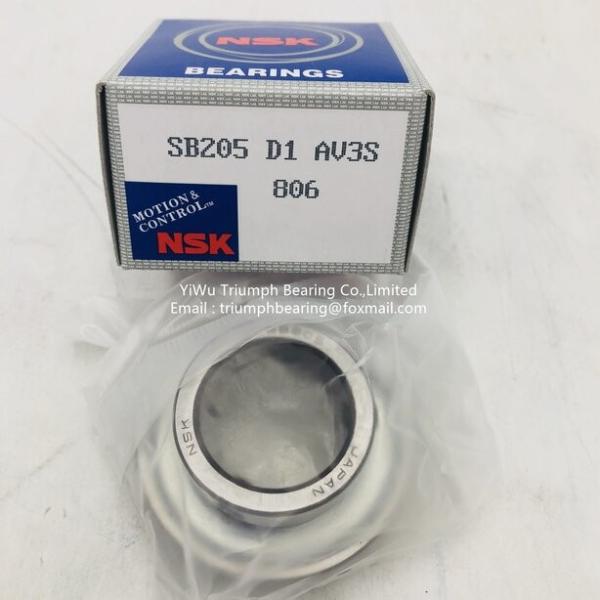 NSK
BEARINGS
SB205 D1 AV3S
806
MOTION &
CONTROL™
NSK
YiWu Triumph Bearing Co.,Limited
Email : triumphbearing@foxmail.com
NSK
JAPAN